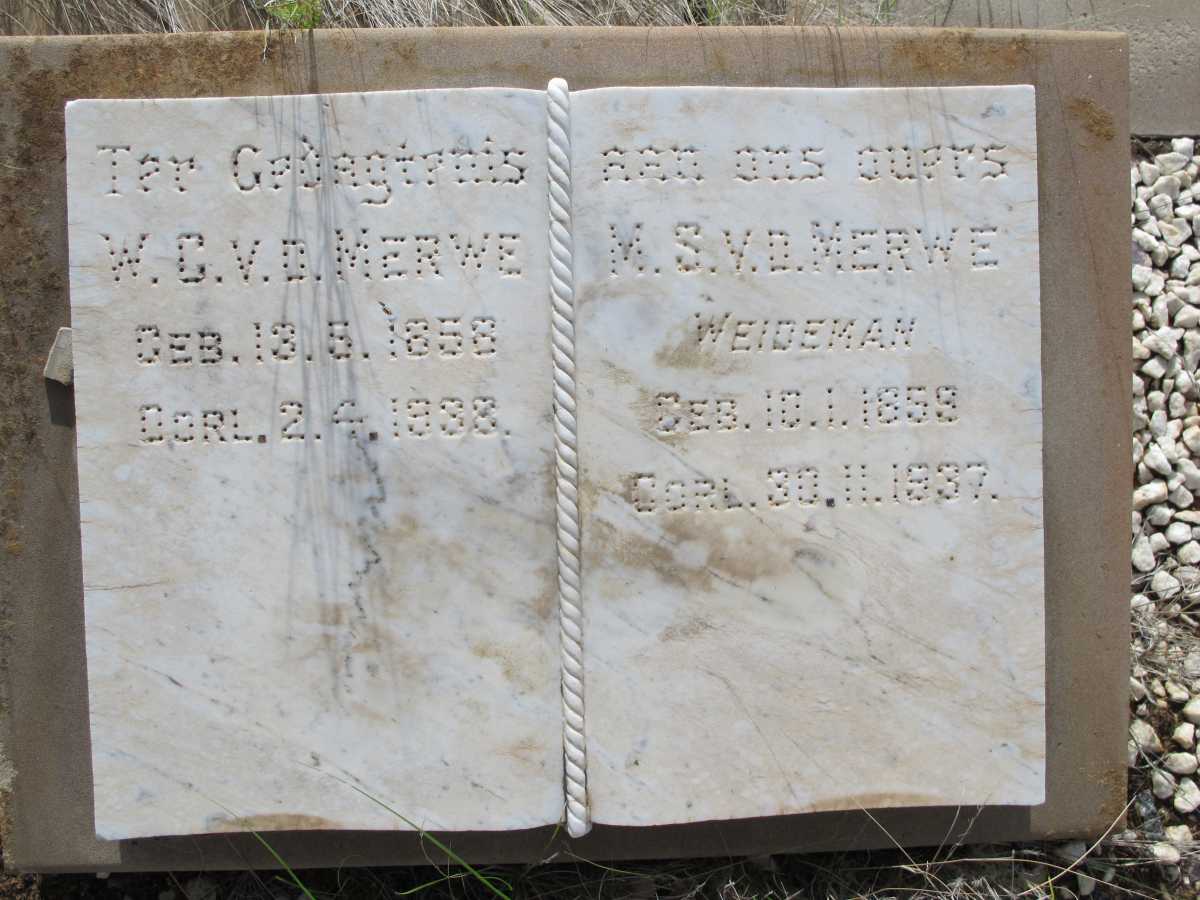 Ter Gedagtenis aan ons ouers
W.G.V.D.MERWE
GEB.13.5.1858
OORL.2.4.1938.
M.S.V.D.MERWE
WEIDEMAN
GEB.10.1.1859
OORL.30.11.1937.